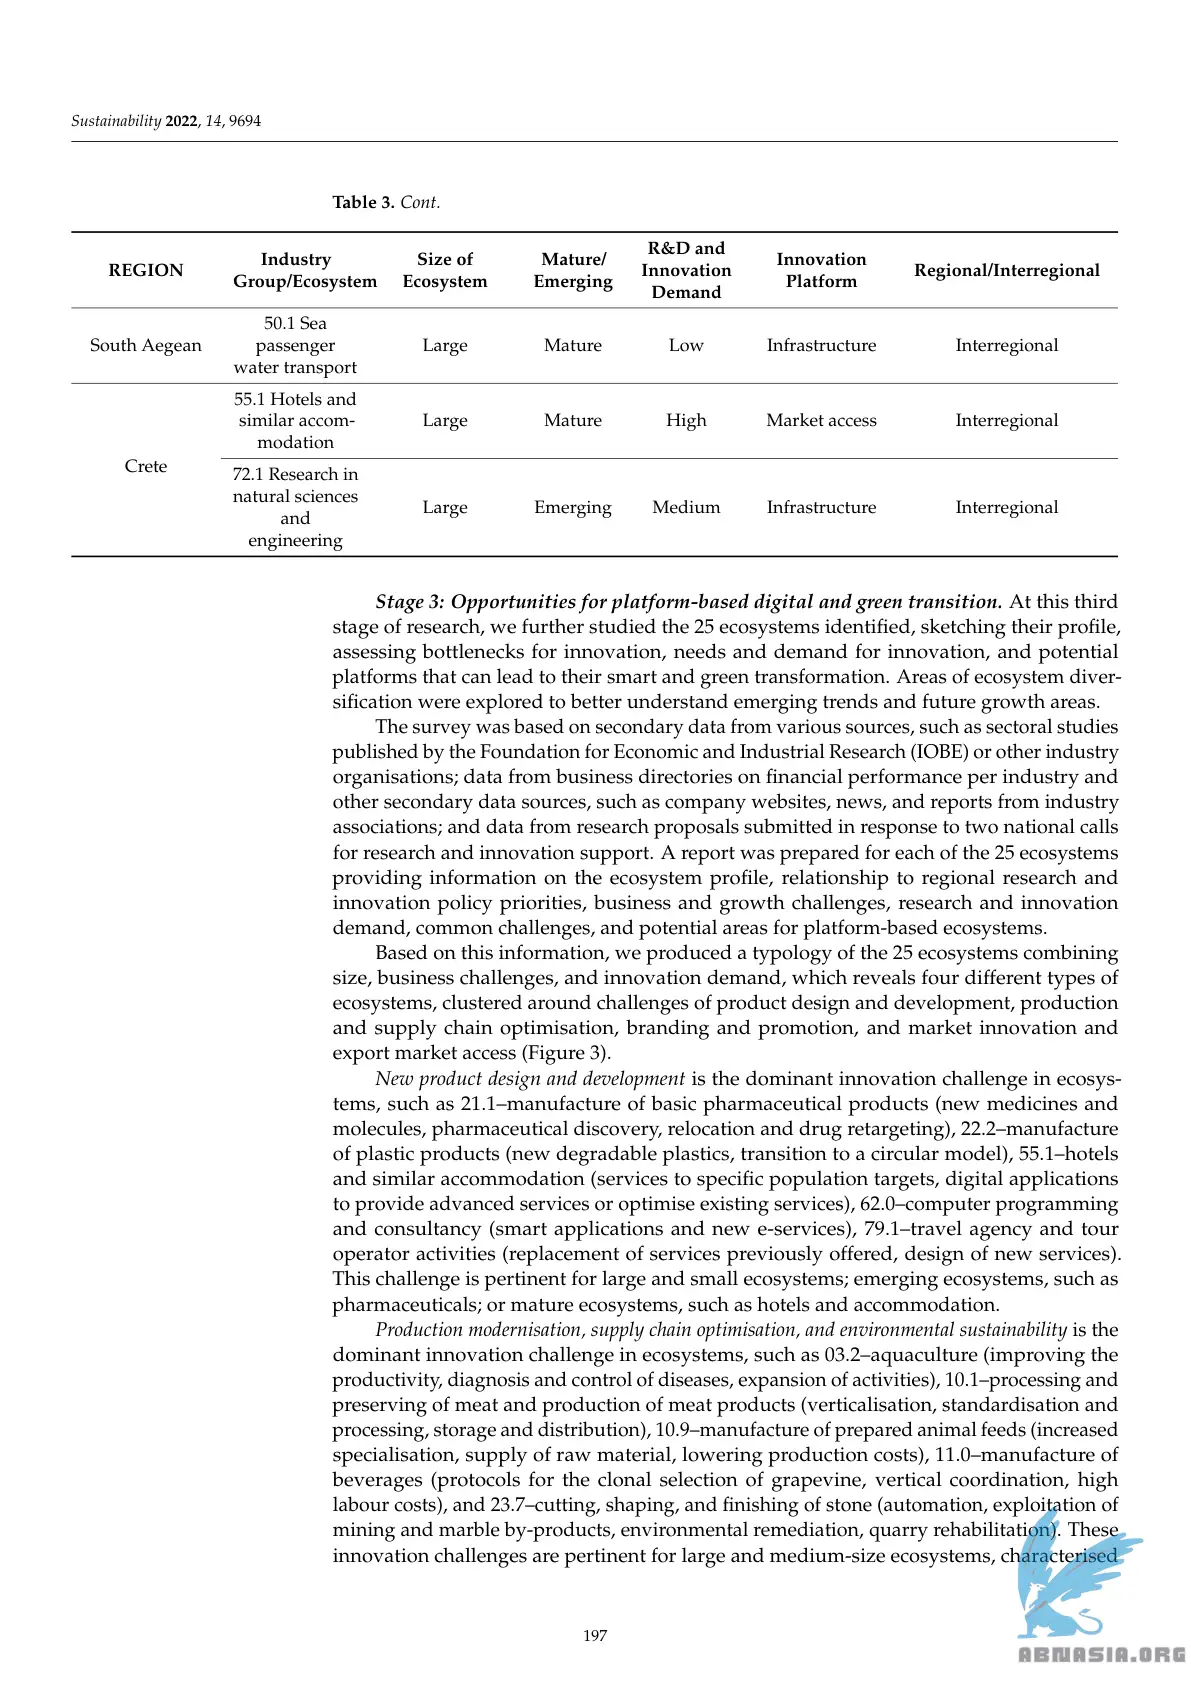 Sustainability 2022, 14, 9694
Table 3. Cont.
REGION
Industry
Group/Ecosystem
Size of
Ecosystem
Mature/
Emerging
R&D and
Innovation
Demand
Innovation
Platform
Regional/Interregional
South Aegean
50.1 Sea
passenger
water transport
Large
Mature
Low
Infrastructure
Interregional
Crete
55.1 Hotels and
similar accom-
modation
Large
Mature
High
Market access
Interregional
72.1 Research in
natural sciences
and
engineering
Large
Emerging
Medium
Infrastructure
Interregional
Stage 3: Opportunities for platform-based digital and green transition. At this third
stage of research, we further studied the 25 ecosystems identified, sketching their profile,
assessing bottlenecks for innovation, needs and demand for innovation, and potential
platforms that can lead to their smart and green transformation. Areas of ecosystem diver-
sification were explored to better understand emerging trends and future growth areas.
The survey was based on secondary data from various sources, such as sectoral studies
published by the Foundation for Economic and Industrial Research (IOBE) or other industry
organisations; data from business directories on financial performance per industry and
other secondary data sources, such as company websites, news, and reports from industry
associations; and data from research proposals submitted in response to two national calls
for research and innovation support. A report was prepared for each of the 25 ecosystems
providing information on the ecosystem profile, relationship to regional research and
innovation policy priorities, business and growth challenges, research and innovation
demand, common challenges, and potential areas for platform-based ecosystems.
Based on this information, we produced a typology of the 25 ecosystems combining
size, business challenges, and innovation demand, which reveals four different types of
ecosystems, clustered around challenges of product design and development, production
and supply chain optimisation, branding and promotion, and market innovation and
export market access (Figure 3).
New product design and development is the dominant innovation challenge in ecosys-
tems, such as 21.1–manufacture of basic pharmaceutical products (new medicines and
molecules, pharmaceutical discovery, relocation and drug retargeting), 22.2–manufacture
of plastic products (new degradable plastics, transition to a circular model), 55.1–hotels
and similar accommodation (services to specific population targets, digital applications
to provide advanced services or optimise existing services), 62.0–computer programming
and consultancy (smart applications and new e-services), 79.1–travel agency and tour
operator activities (replacement of services previously offered, design of new services).
This challenge is pertinent for large and small ecosystems; emerging ecosystems, such as
pharmaceuticals; or mature ecosystems, such as hotels and accommodation.
Production modernisation, supply chain optimisation, and environmental sustainability is the
dominant innovation challenge in ecosystems, such as 03.2–aquaculture (improving the
productivity, diagnosis and control of diseases, expansion of activities), 10.1–processing and
preserving of meat and production of meat products (verticalisation, standardisation and
processing, storage and distribution), 10.9–manufacture of prepared animal feeds (increased
specialisation, supply of raw material, lowering production costs), 11.0–manufacture of
beverages (protocols for the clonal selection of grapevine, vertical coordination, high
labour costs), and 23.7–cutting, shaping, and finishing of stone (automation, exploitation of
mining and marble by-products, environmental remediation, quarry rehabilitation). These
innovation challenges are pertinent for large and medium-size ecosystems, characterised
197
ABNASIA.ORG